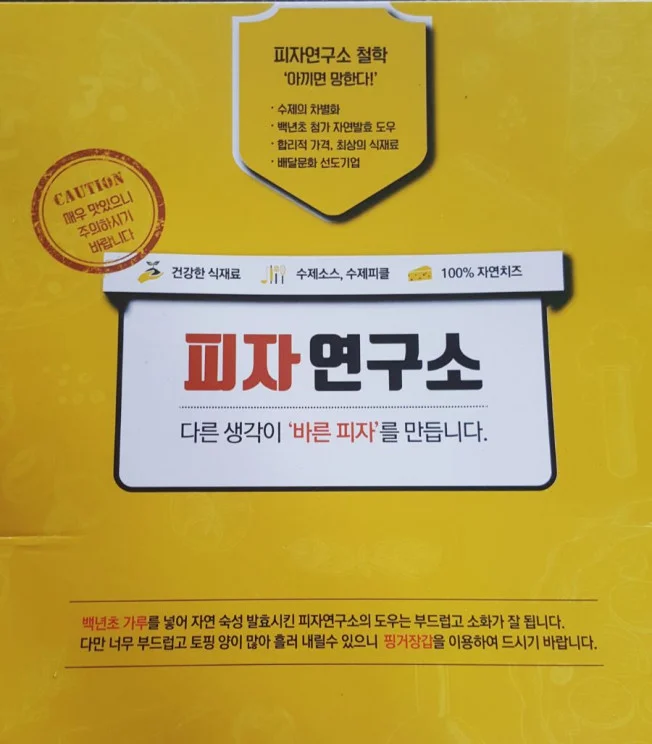 피자연구소 철학
'아끼면 망한다!'
· 수제의 차별화
· 백년초 첨가 자연발효 도우
· 합리적 가격, 최상의 식재료
· 배달문화 선도기업
CAUTION
매우 맛있으니
주의하시기
바랍니다
건강한 식재료 수제소스, 수제피클 100% 자연치즈
피자연구소
다른 생각이 '바른 피자'를 만듭니다.
백년초 가루를 넣어 자연 숙성 발효시킨 피자연구소의 도우는 부드럽고 소화가 잘 됩니다.
다만 너무 부드럽고 토핑 양이 많아 흘러 내릴수 있으니 핑거장갑을 이용하여 드시기 바랍니다.